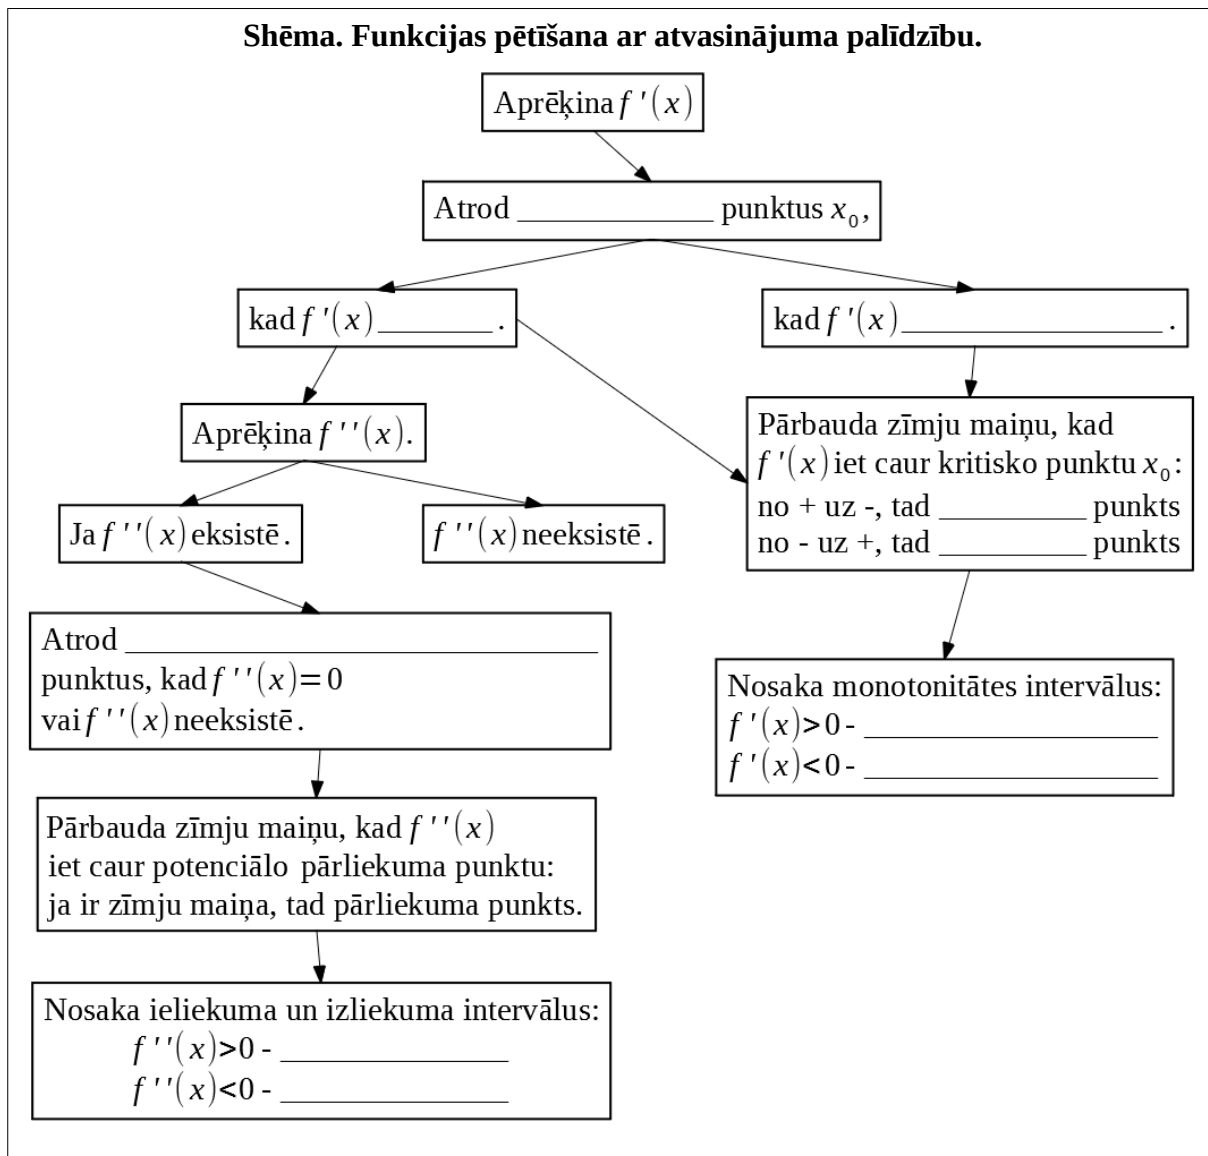 Shēma. Funkcijas pētīšana ar atvasinājuma palīdzību.
Aprēķina f '(x)
Atrod ____________ punktus x₀,
kad f '(x) _______ .
kad f '(x) ________________ .
Aprēķina f ''(x).
Pārbauda zīmju maiņu, kad
f '(x) iet caur kritisko punktu x₀:
no + uz -, tad _________ punkts
no - uz +, tad _________ punkts
Ja f ''(x) eksistē .
f ''(x) neeksistē .
Atrod _____________________________
punktus, kad f ''(x)=0
vai f ''(x) neeksistē .
Nosaka monotonitātes intervālus:
f '(x)>0 - __________________
f '(x)<0 - __________________
Pārbauda zīmju maiņu, kad f ''(x)
iet caur potenciālo pārliekuma punktu:
ja ir zīmju maiņa, tad pārliekuma punkts.
Nosaka ieliekuma un izliekuma intervālus:
f ''(x)>0 - ______________
f ''(x)<0 - ______________